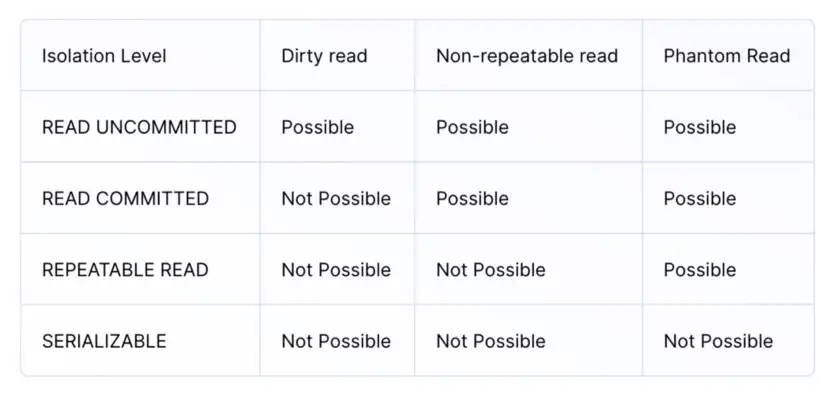 Isolation Level Dirty read Non-repeatable read Phantom Read
READ UNCOMMITTED Possible Possible Possible
READ COMMITTED Not Possible Possible Possible
REPEATABLE READ Not Possible Not Possible Possible
SERIALIZABLE Not Possible Not Possible Not Possible